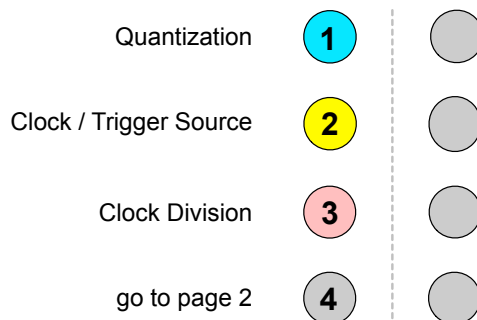 Quantization 1
Clock / Trigger Source 2
Clock Division 3
go to page 2 4